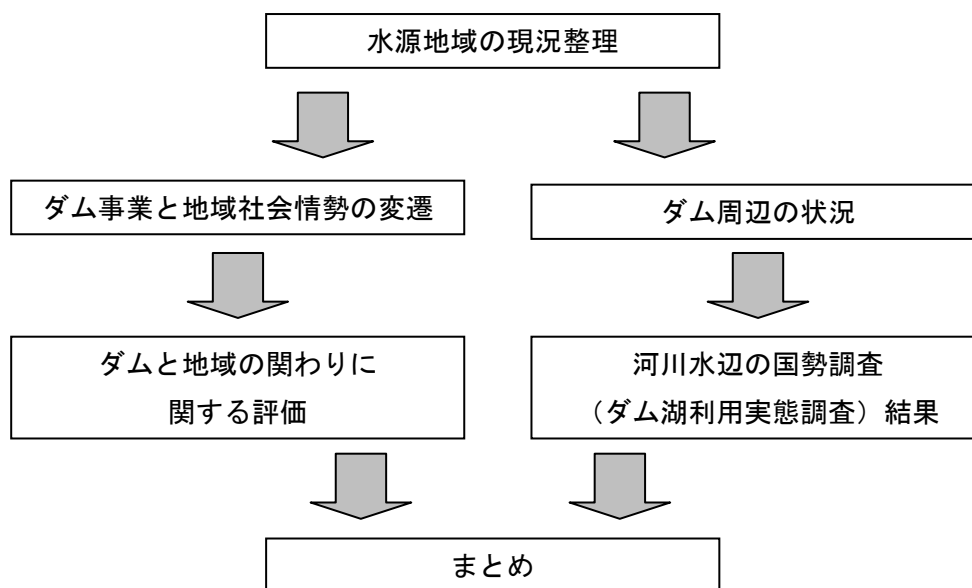 水源地域の現況整理
ダム事業と地域社会情勢の変遷
ダム周辺の状況
ダムと地域の関わりに
関する評価
河川水辺の国勢調査
（ダム湖利用実態調査）結果
まとめ